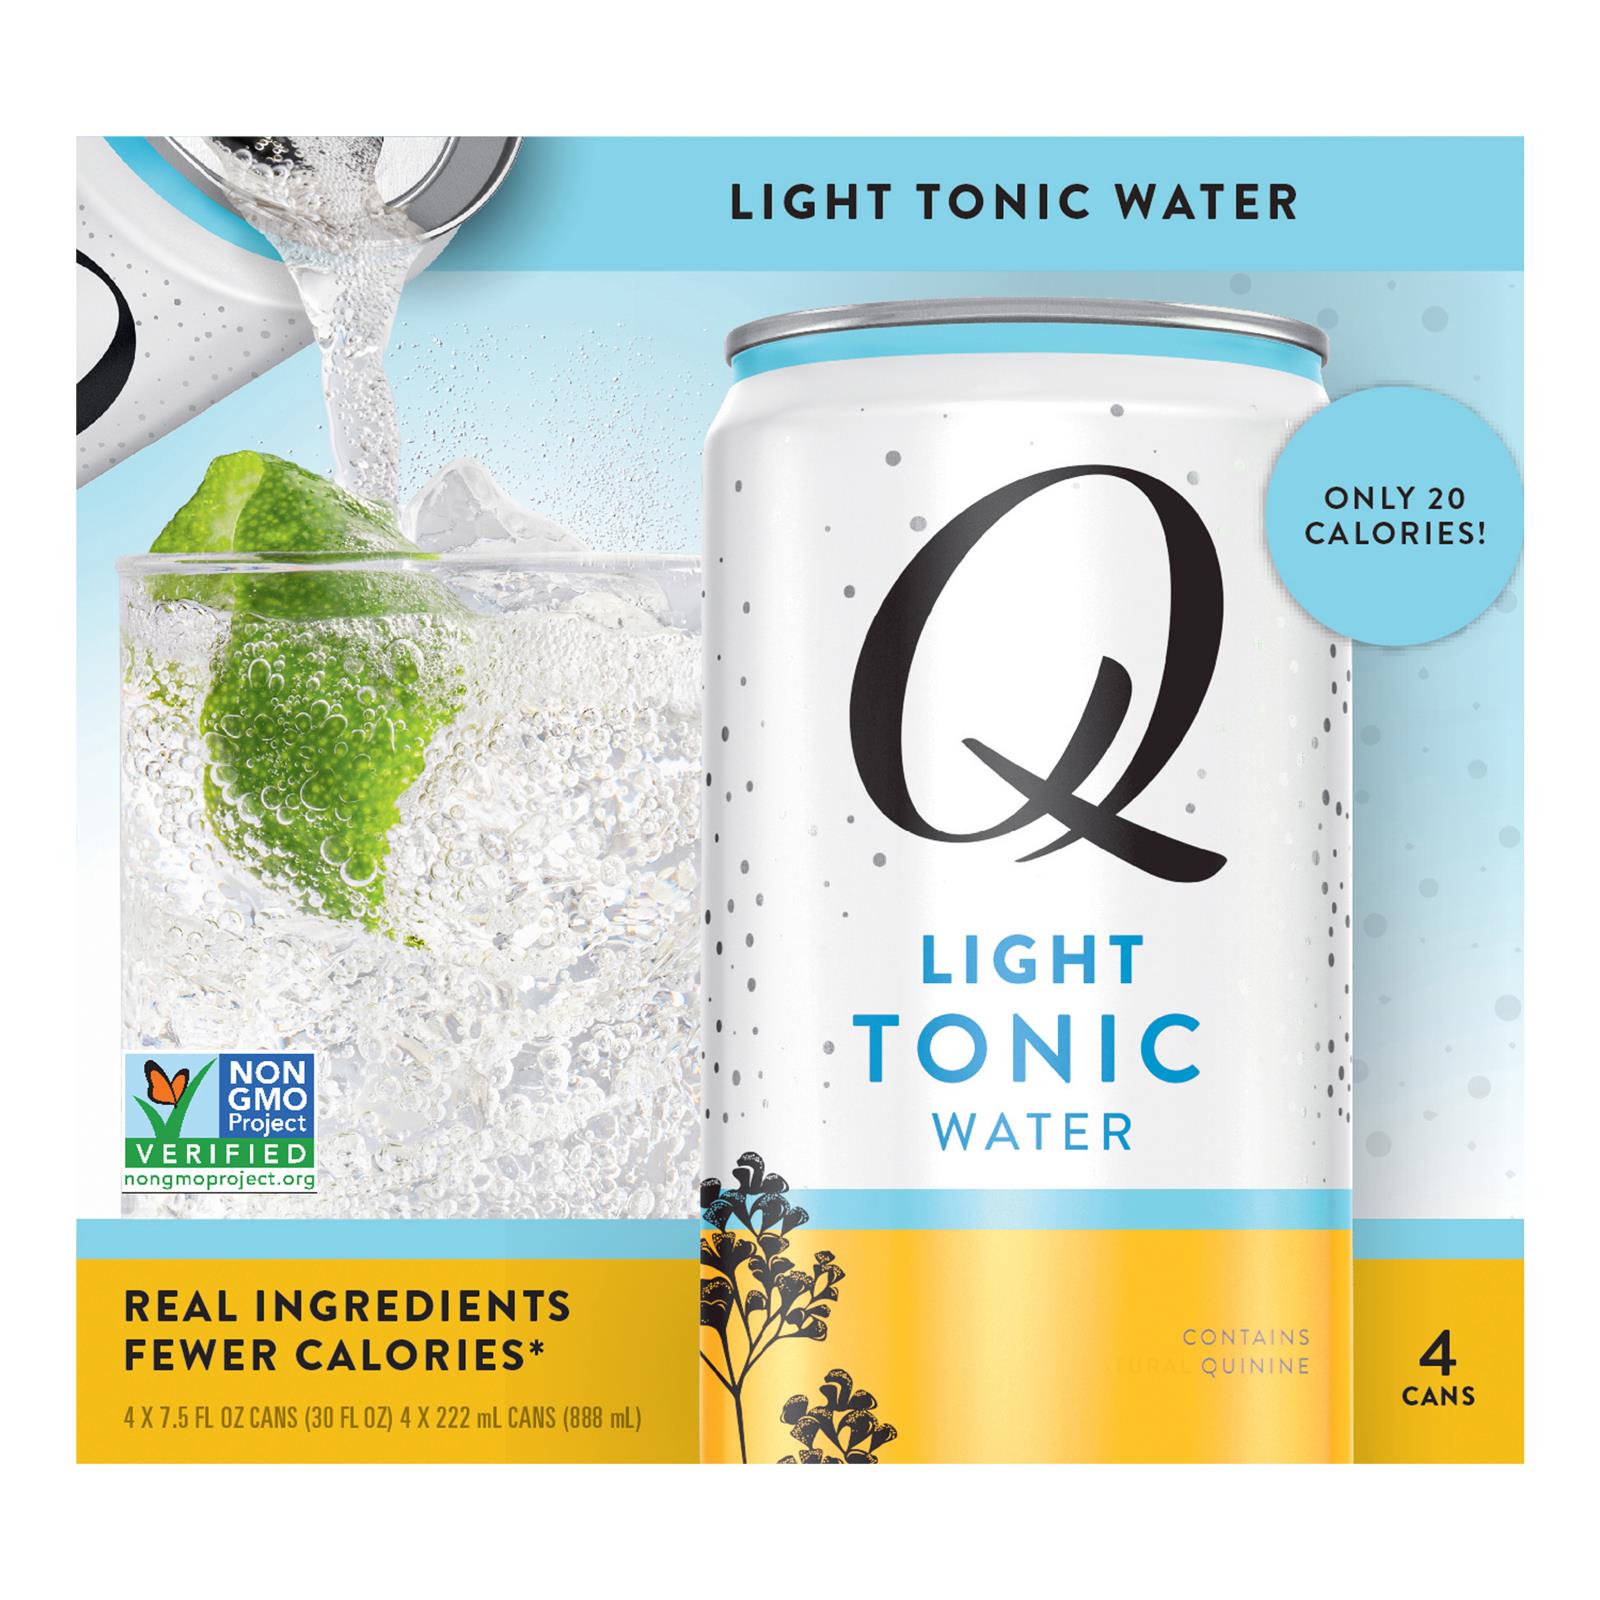 LIGHT TONIC WATER
ONLY 20
CALORIES!
Q
LIGHT
TONIC
WATER
NON
GMO
Project
VERIFIED
nongmoproject.org
REAL INGREDIENTS
FEWER CALORIES*
4 X 7.5 FL OZ CANS (30 FL OZ) 4 X 222 mL CANS (888 mL)
CONTAINS
QUININE
4
CANS